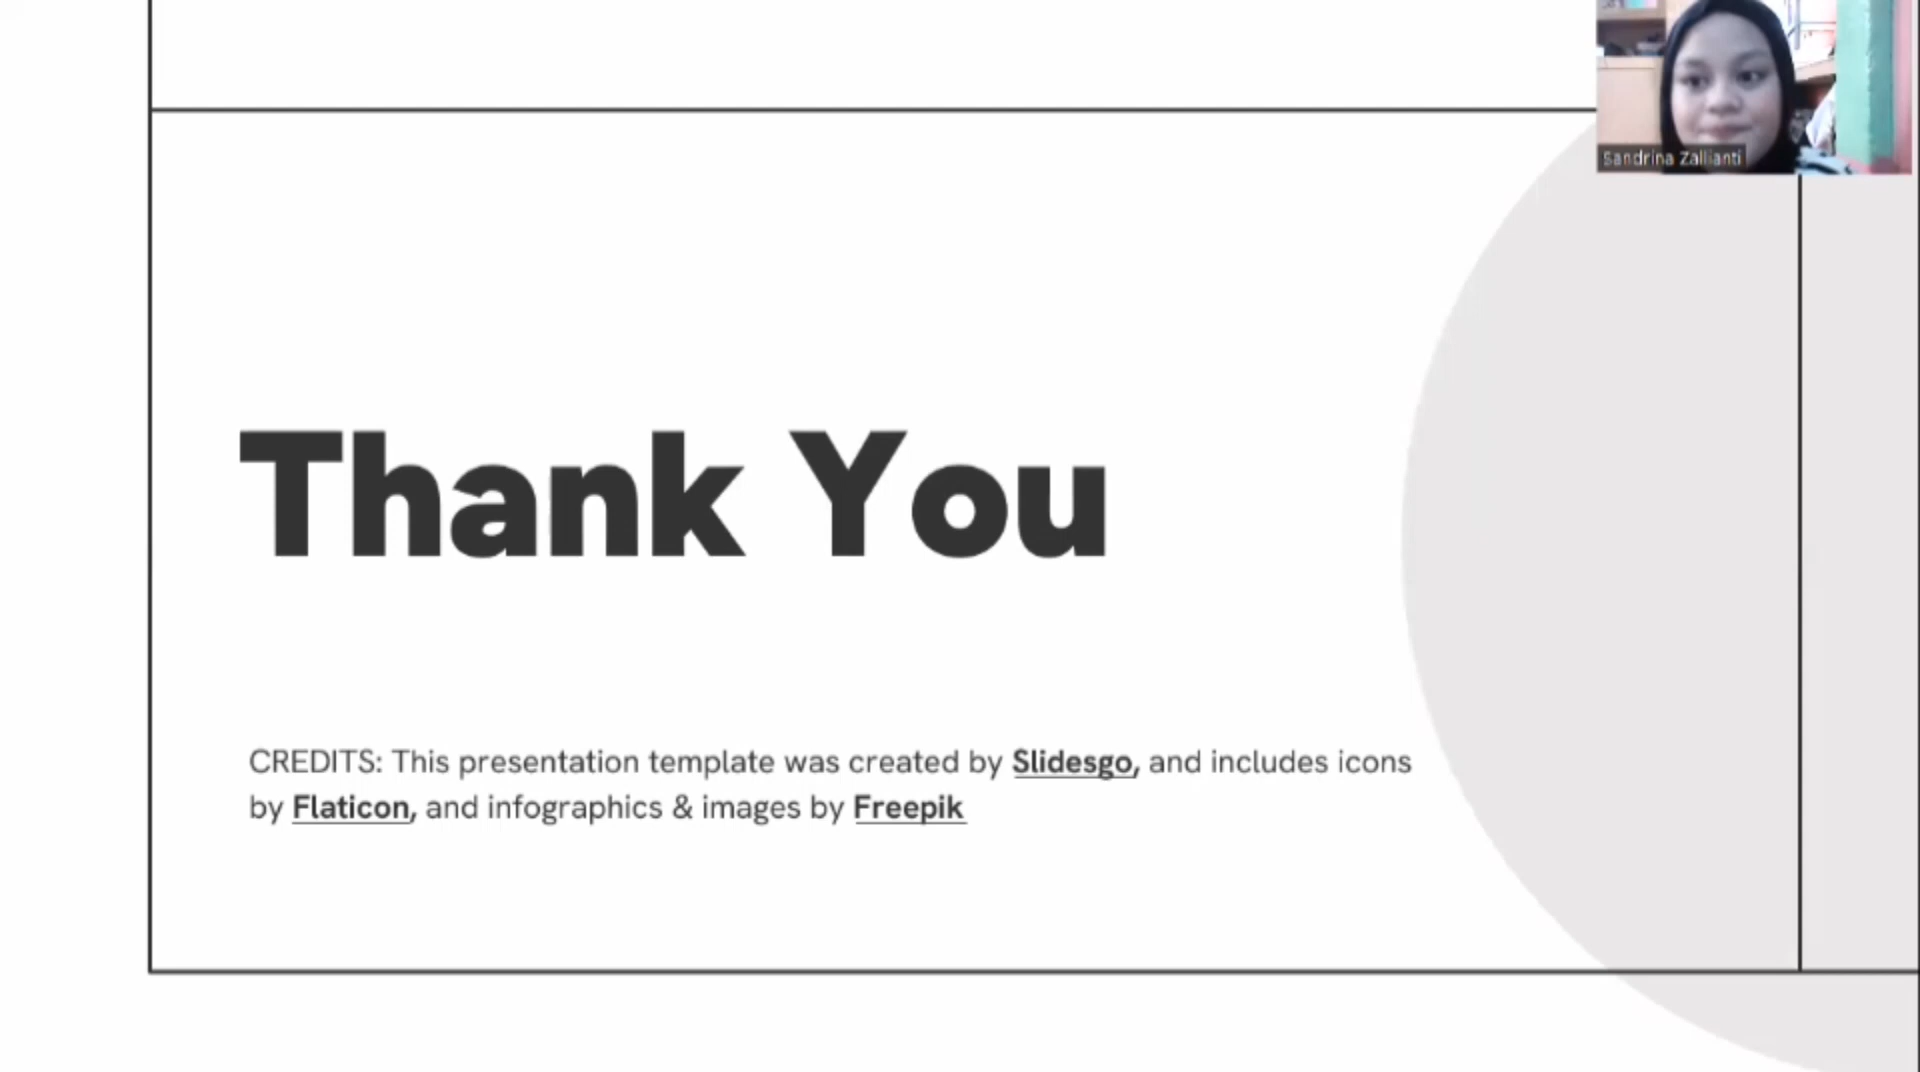 Sandrina Zallianti
Thank You
CREDITS: This presentation template was created by Slidesgo, and includes icons
by Flaticon, and infographics & images by Freepik